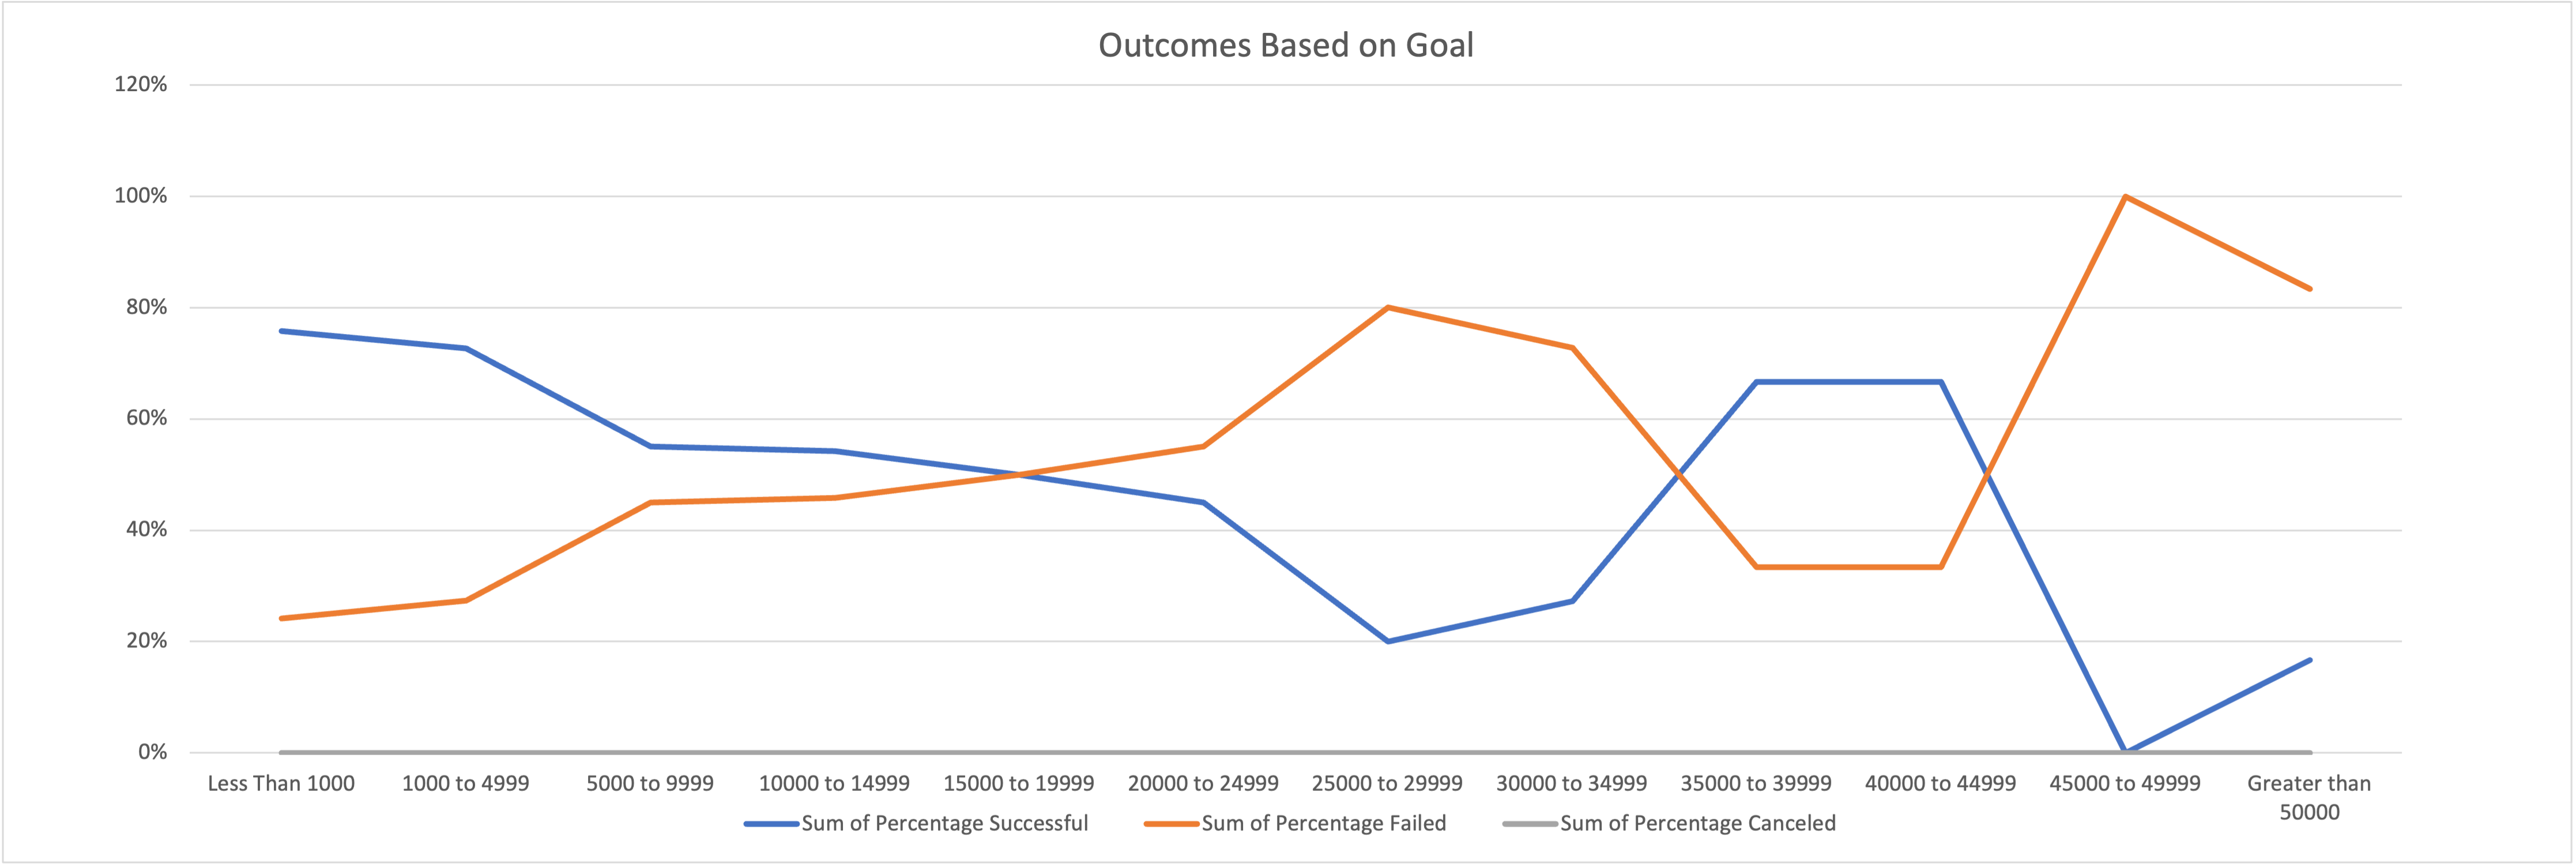 Outcomes Based on Goal
120%
100%
80%
60%
40%
20%
0%
Less Than 1000
1000 to 4999
5000 to 9999
10000 to 14999
15000 to 19999
20000 to 24999
25000 to 29999
30000 to 34999
35000 to 39999
40000 to 44999
45000 to 49999
Greater than
50000
Sum of Percentage Successful
Sum of Percentage Failed
Sum of Percentage Canceled